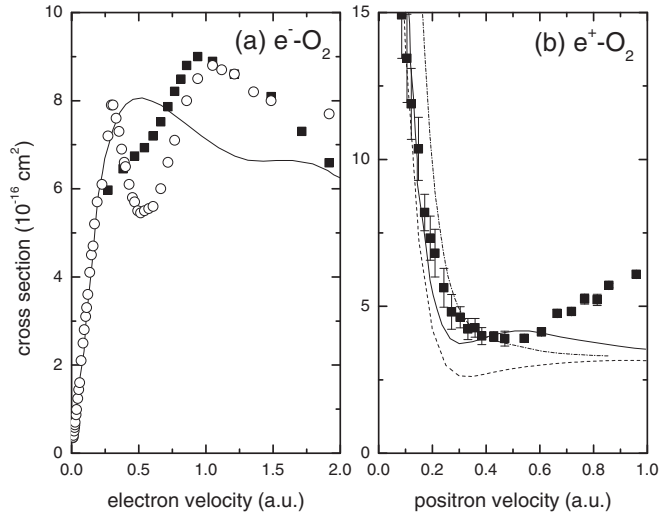 (a) e⁻-O₂
(b) e⁺-O₂
cross section (10⁻¹⁶ cm²)
10
8
6
4
2
0
0.0 0.5 1.0 1.5 2.0
electron velocity (a.u.)
15
10
5
0
0.0 0.2 0.4 0.6 0.8 1.0
positron velocity (a.u.)